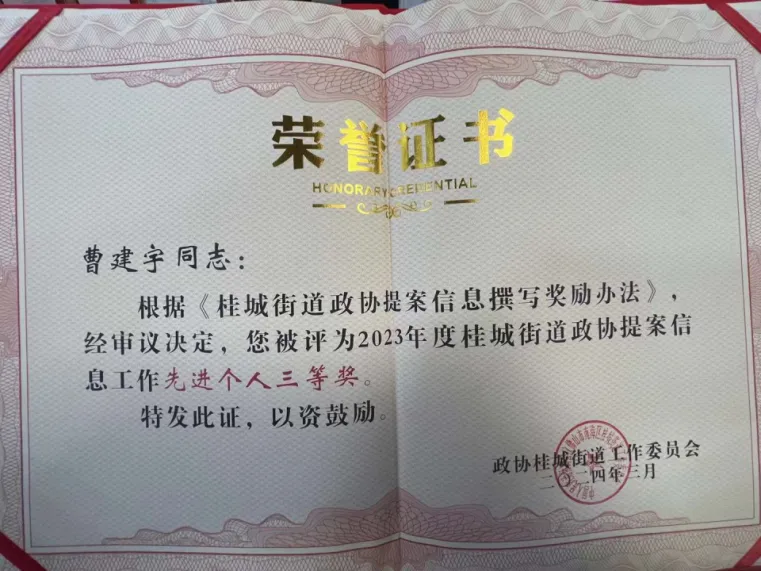 荣誉证书
HONORARY CREDENTIAL
曹建宇同志：
根据《桂城街道政协提案信息撰写奖励办法》，
经审议决定，您被评为2023年度桂城街道政协提案信
息工作先进个人三等奖。
特发此证，以资鼓励。
政协桂城街道工作委员会
二〇二四年三月